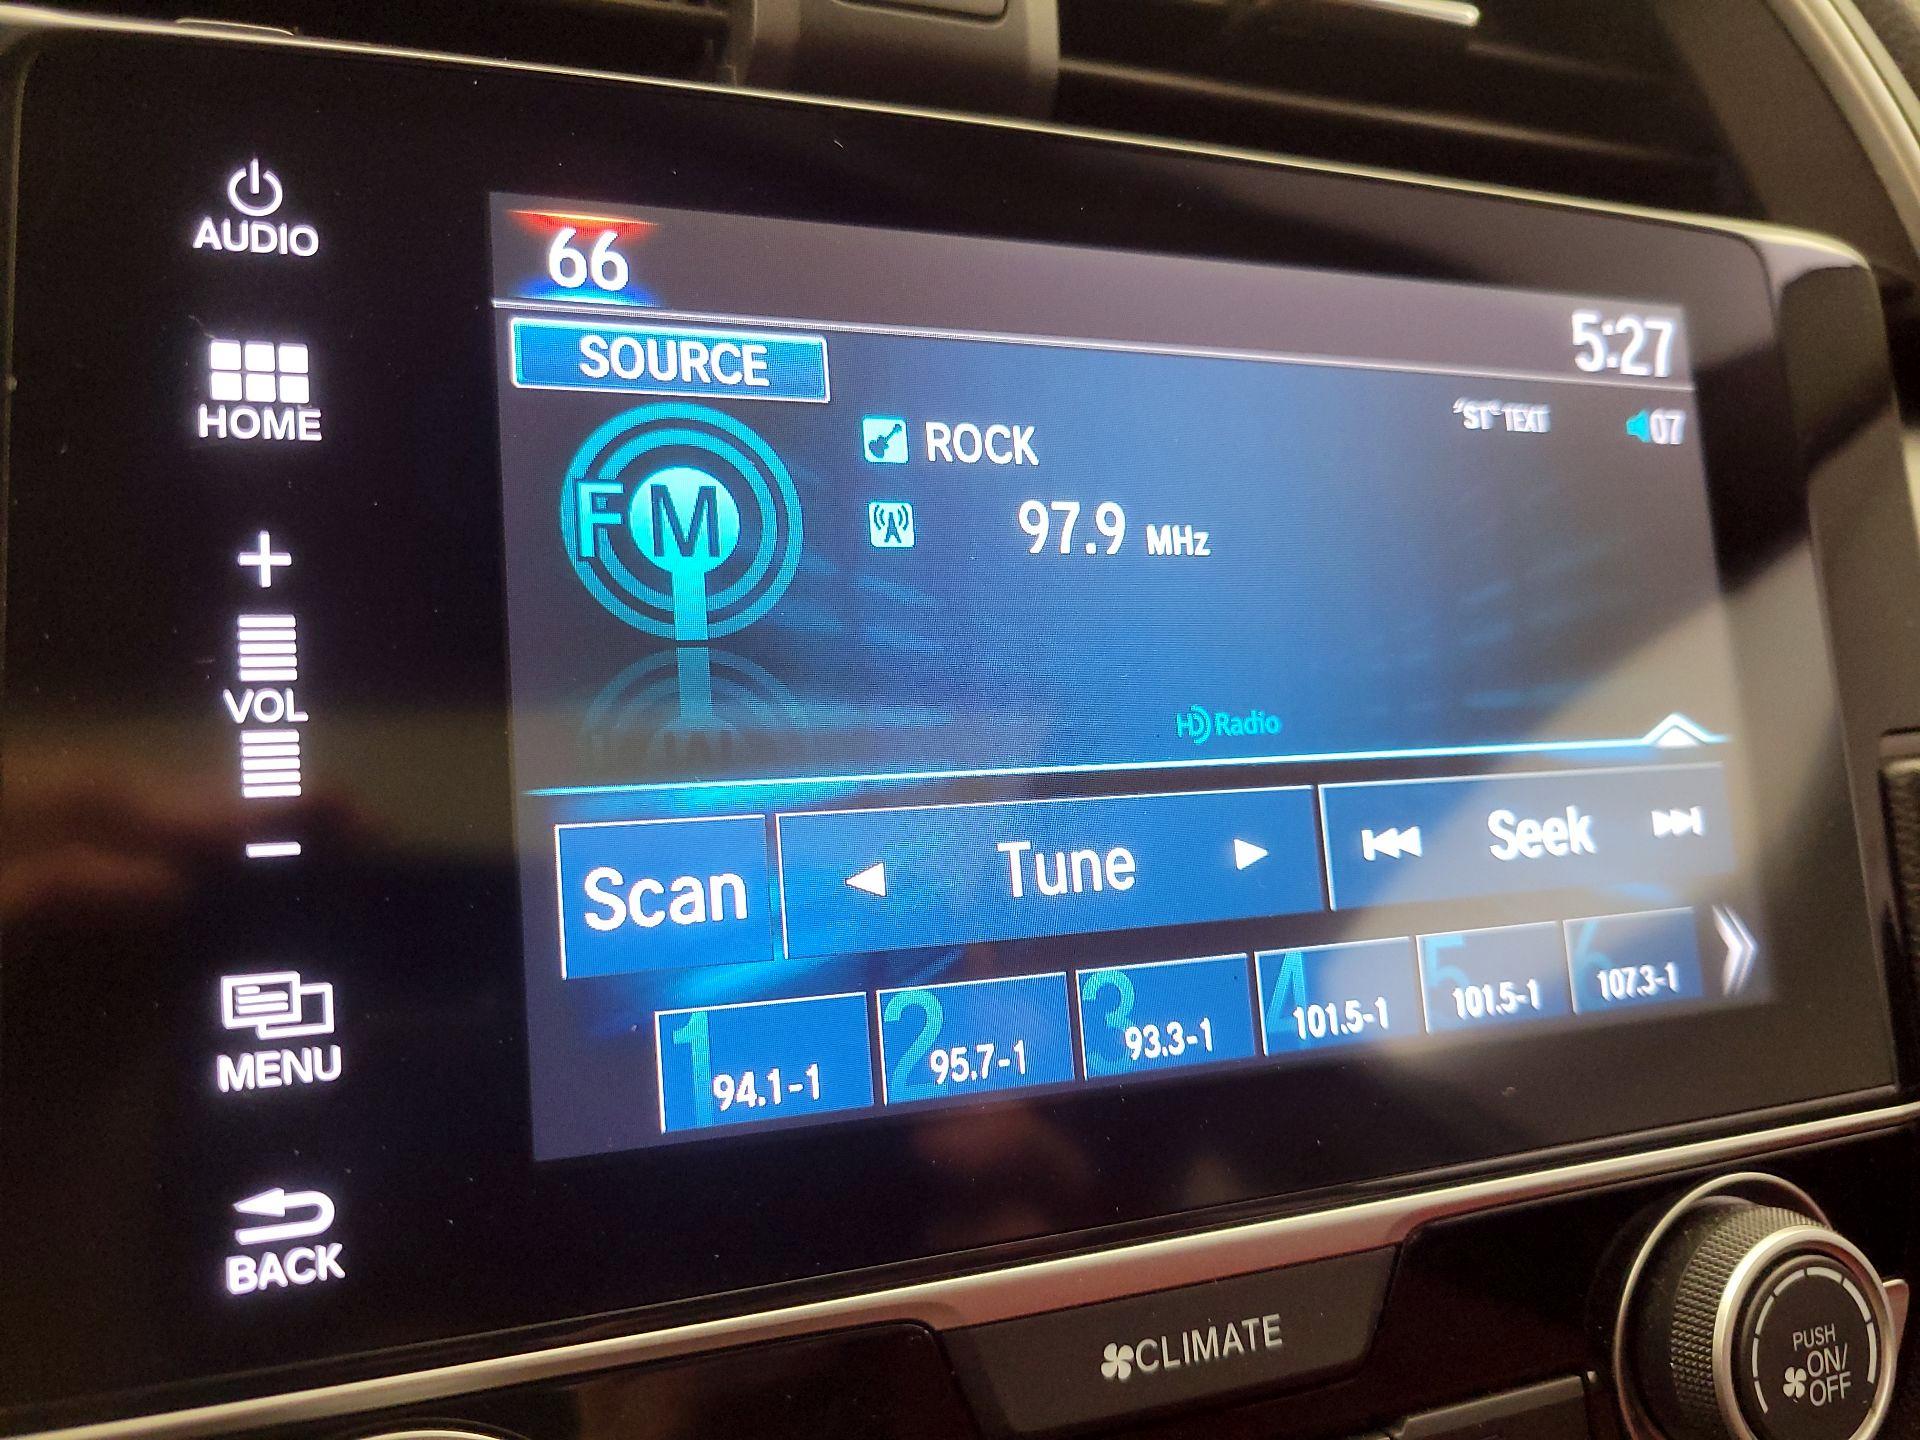 AUDIO
HOME
+
VOL
−
MENU
BACK
66
5:27
SOURCE
"ST" TEXT
07
FM
ROCK
97.9 MHz
HD Radio
Scan
Tune
Seek
1 94.1-1
2 95.7-1
3 93.3-1
4 101.5-1
5 101.5-1
6 107.3-1
CLIMATE
PUSH
ON/
OFF